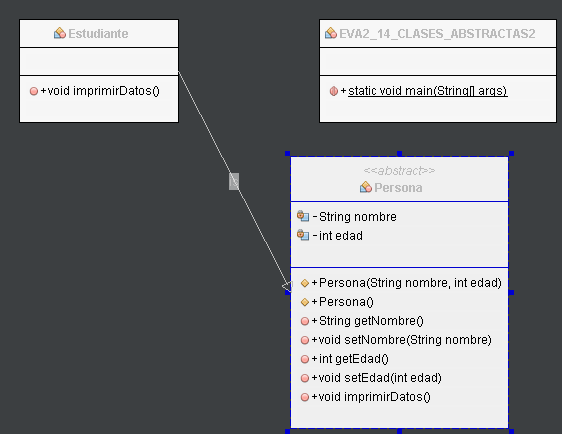 Estudiante
+void imprimirDatos()
EVA2_14_CLASES_ABSTRACTAS2
+static void main(String[] args)
<<abstract>>
Persona
-String nombre
-int edad
+Persona(String nombre, int edad)
+Persona()
+String getNombre()
+void setNombre(String nombre)
+int getEdad()
+void setEdad(int edad)
+void imprimirDatos()